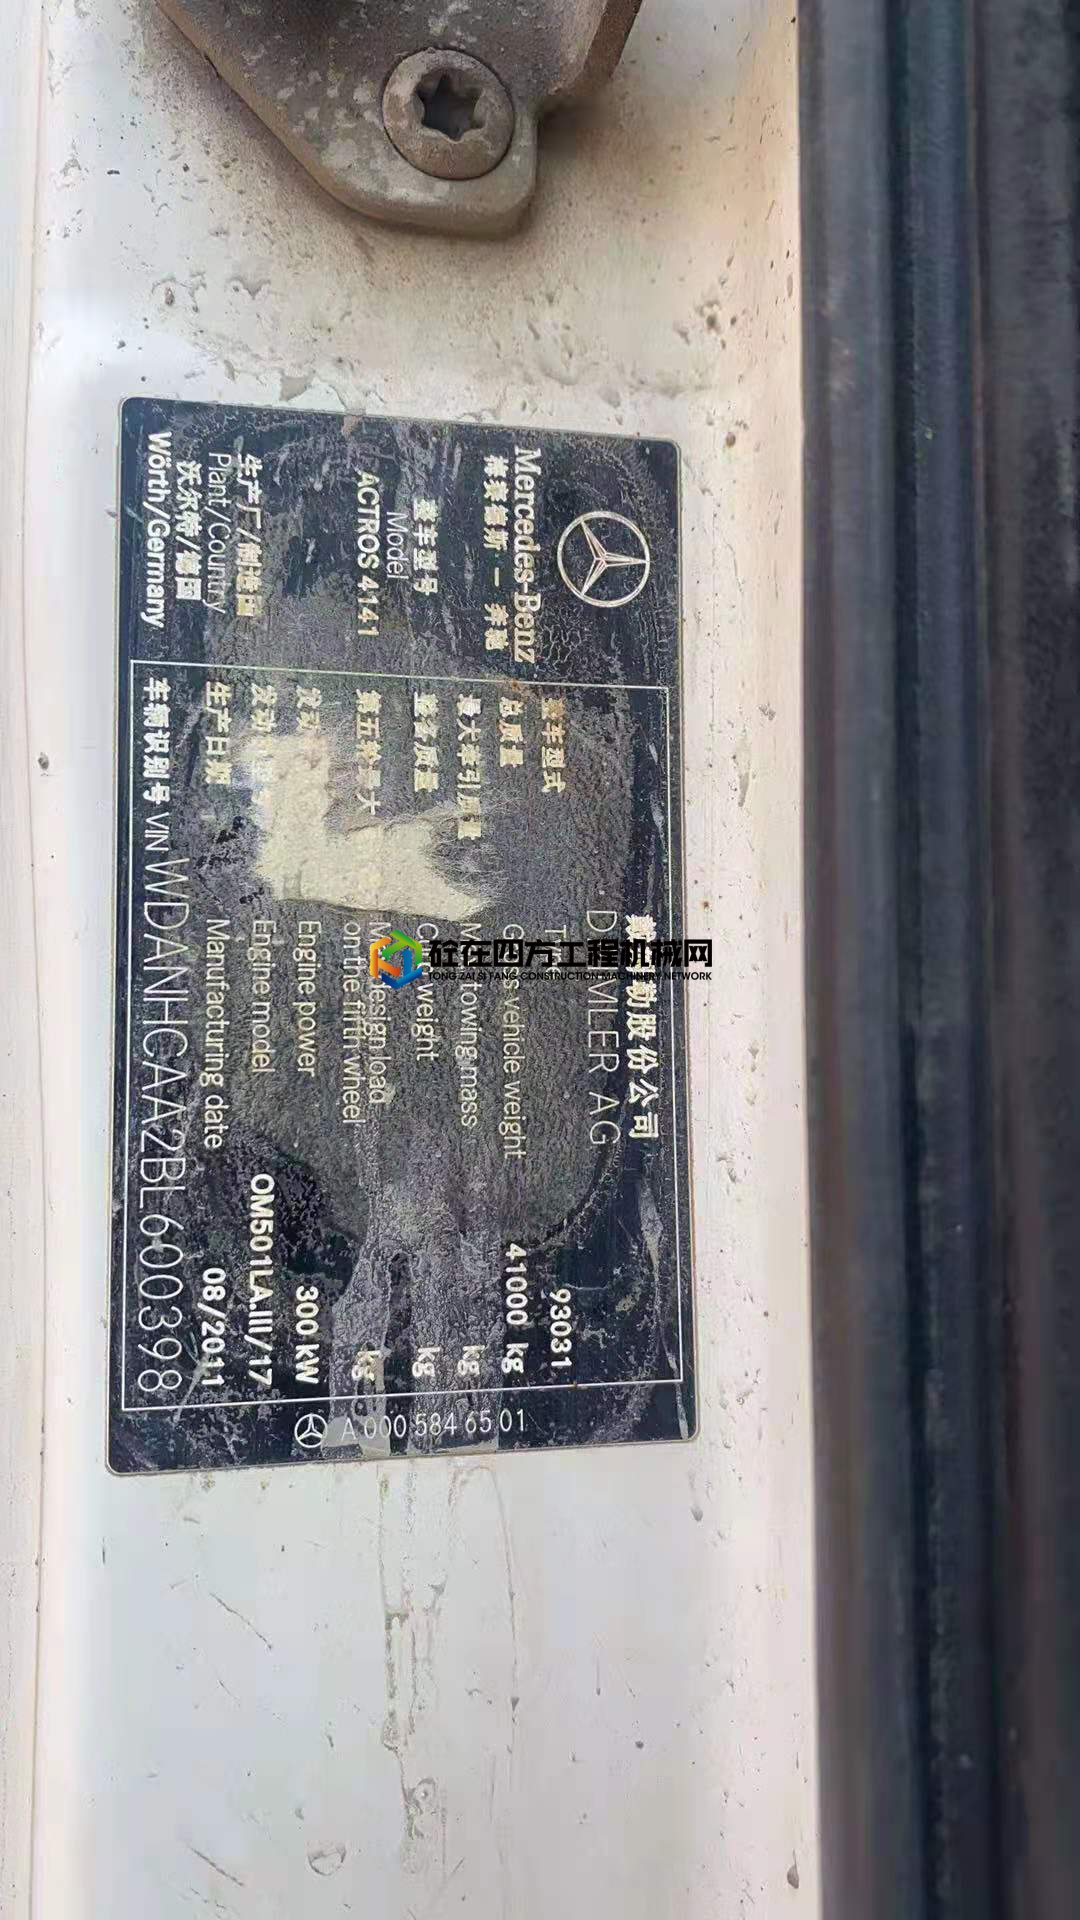 Mercedes-Benz
梅赛德斯－奔驰
整车型号
Model
ACTROS 4141
生产厂/制造国
Plant/Country
沃尔特/德国
Wörth/Germany
戴 勒股份公司
D MLER AG
整车型式 93031
总质量 G s vehicle weight 41000 kg
最大牵引质量 towing mass kg
整备质量 weight kg
第五轮最大 design load
on the fifth wheel kg
发动 Engine power 300 kW
发动 Engine model OM501LA.III/17
生产日期 Manufacturing date 08/2011
车辆识别号 VIN WDANHCAA2BL600398
A 000 584 65 01
砼在四方工程机械网
TONG ZAI SI FANG CONSTRUCTION MACHINERY NETWORK